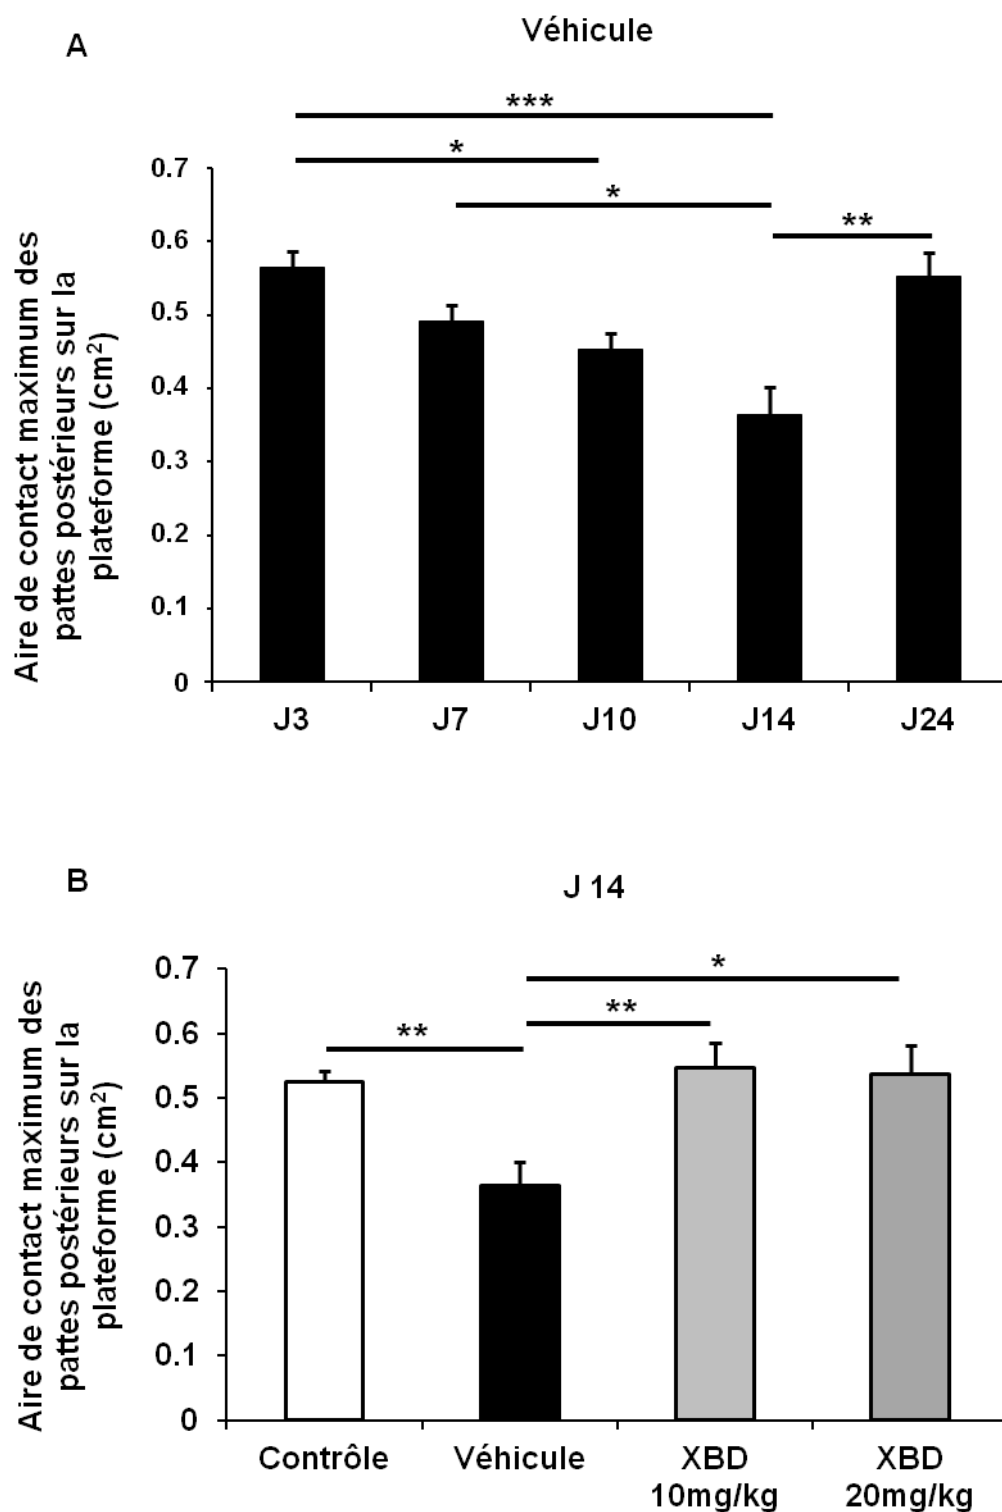 A
Véhicule
***
*
*
**
Aire de contact maximum des
pattes postérieurs sur la
plateforme (cm²)
0.7
0.6
0.5
0.4
0.3
0.2
0.1
0
J3 J7 J10 J14 J24
B
J 14
*
**
**
Aire de contact maximum des
pattes postérieurs sur la
plateforme (cm²)
0.7
0.6
0.5
0.4
0.3
0.2
0.1
0
Contrôle Véhicule XBD XBD
10mg/kg 20mg/kg